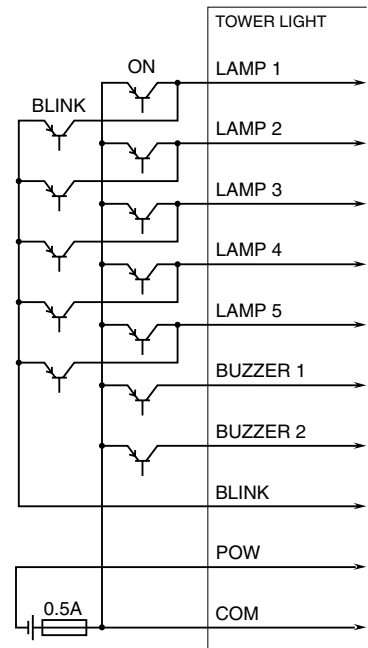 TOWER LIGHT
ON
LAMP 1
BLINK
LAMP 2
LAMP 3
LAMP 4
LAMP 5
BUZZER 1
BUZZER 2
BLINK
POW
0.5A
COM